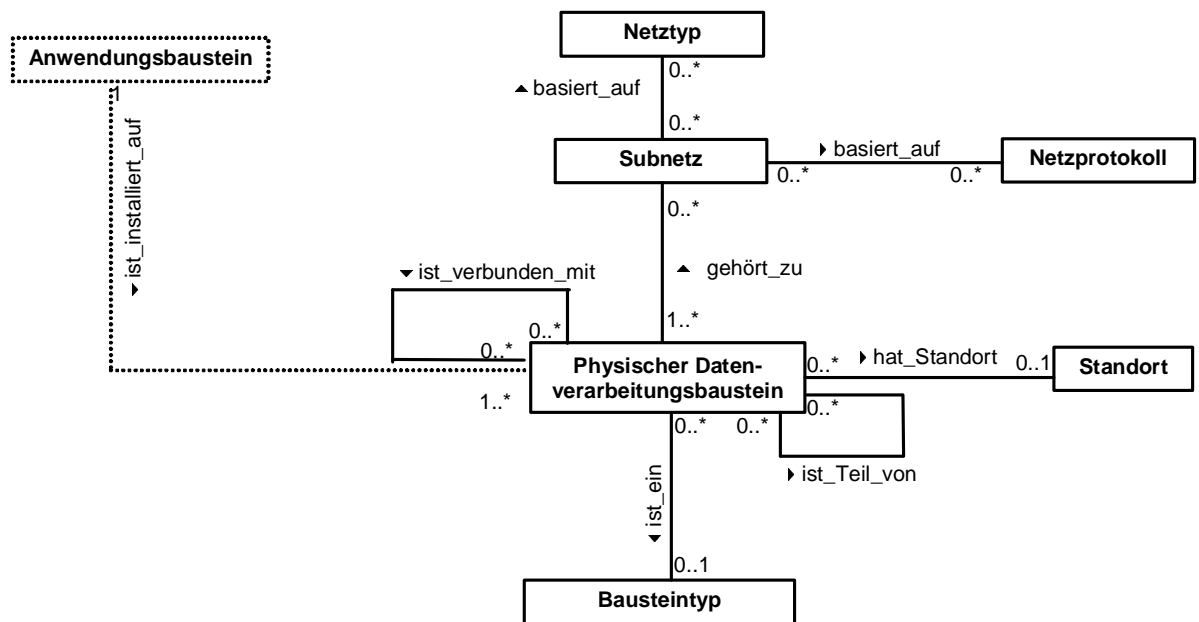 Netztyp
Anwendungsbaustein
0..*
1
basiert_auf
0..*
Subnetz
basiert_auf
Netzprotokoll
0..*
0..*
0..*
ist_installiert_auf
ist_verbunden_mit
gehört_zu
0..*
1..*
0..*
Physischer Daten-
verarbeitungsbaustein
0..*
hat_Standort
0..1
Standort
1..*
0..*
0..*
0..*
ist_Teil_von
ist_ein
0..1
Bausteintyp